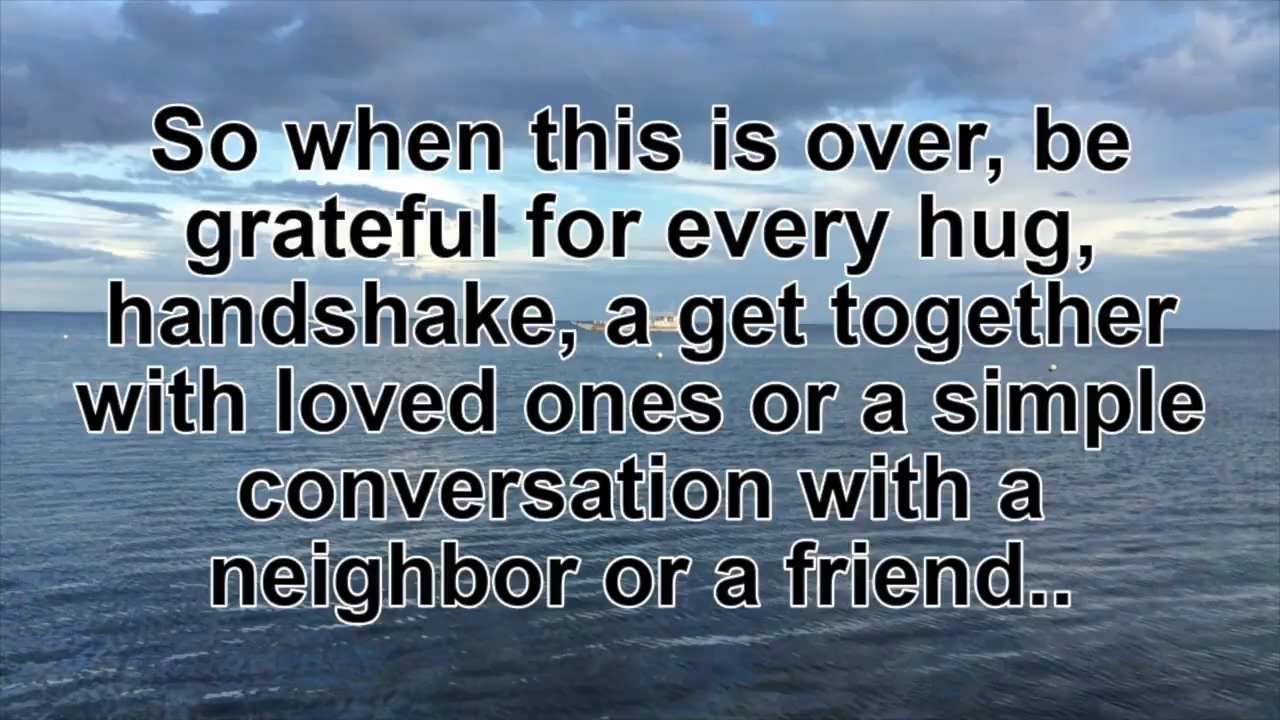 So when this is over, be
grateful for every hug,
handshake, a get together
with loved ones or a simple
conversation with a
neighbor or a friend..